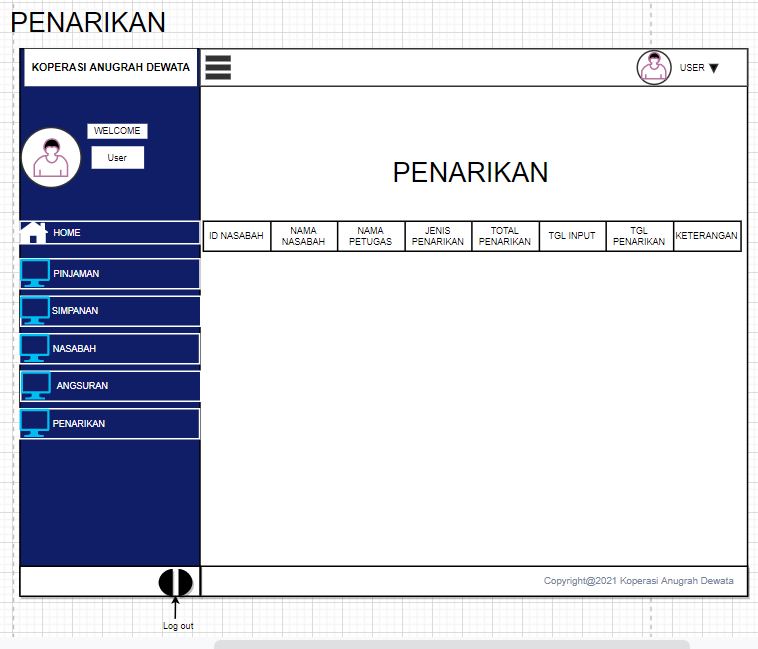 PENARIKAN
KOPERASI ANUGRAH DEWATA
USER
WELCOME
User
PENARIKAN
HOME
PINJAMAN
SIMPANAN
NASABAH
ANGSURAN
PENARIKAN
ID NASABAH
NAMA
NASABAH
NAMA
PETUGAS
JENIS
PENARIKAN
TOTAL
PENARIKAN
TGL INPUT
TGL
PENARIKAN
KETERANGAN
Copyright@2021 Koperasi Anugrah Dewata
Log out